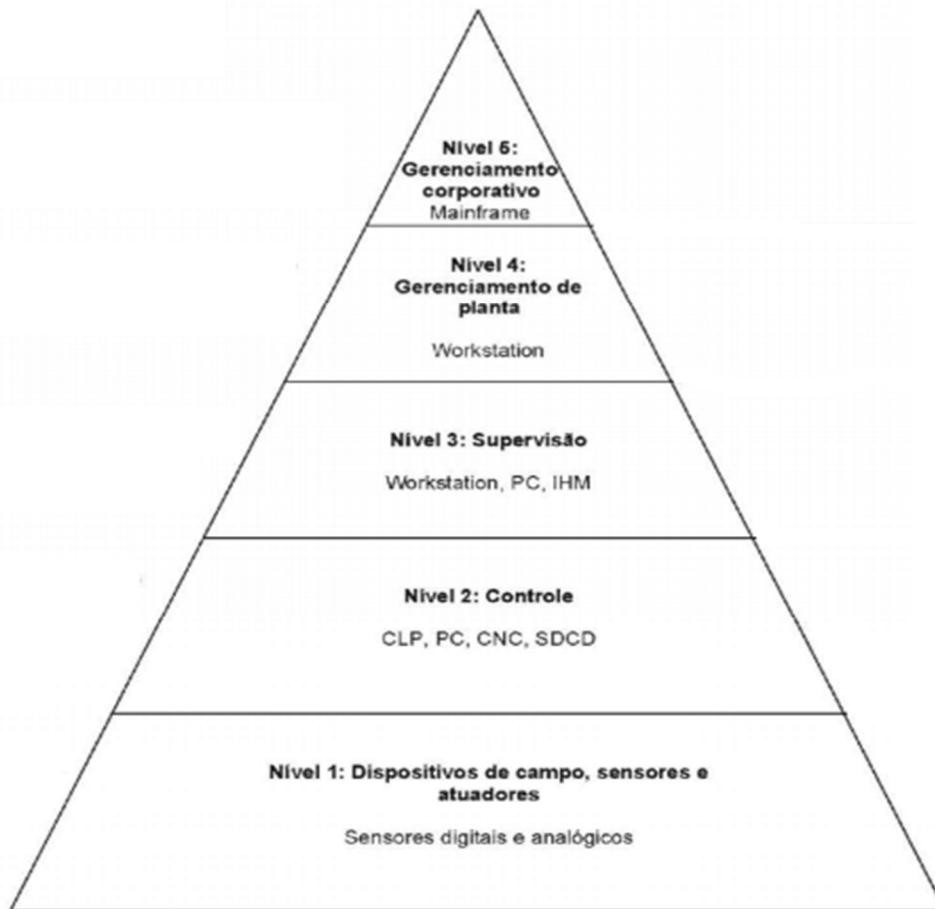 Nível 5:
Gerenciamento
corporativo
Mainframe
Nível 4:
Gerenciamento de
planta
Workstation
Nível 3: Supervisão
Workstation, PC, IHM
Nível 2: Controle
CLP, PC, CNC, SDCD
Nível 1: Dispositivos de campo, sensores e
atuadores
Sensores digitais e analógicos